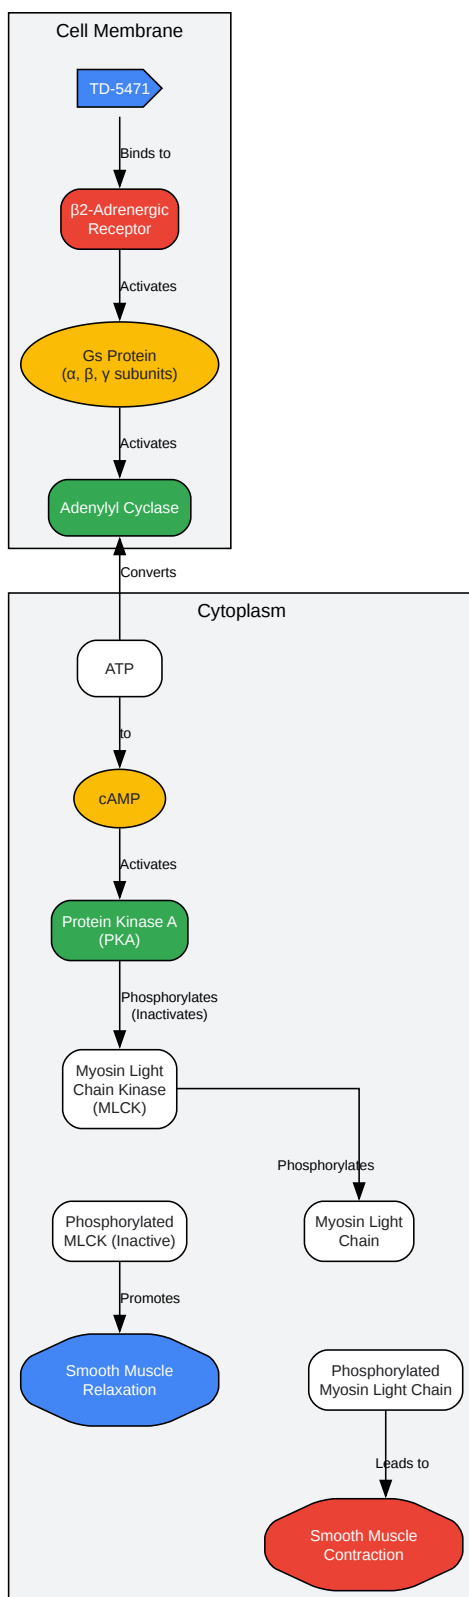 Cell Membrane
TD-5471
Binds to
β2-Adrenergic
Receptor
Activates
Gs Protein
(α, β, γ subunits)
Activates
Adenylyl Cyclase
Converts
Cytoplasm
ATP
to
cAMP
Activates
Protein Kinase A
(PKA)
Phosphorylates
(Inactivates)
Myosin Light
Chain Kinase
(MLCK)
Phosphorylates
Phosphorylated
MLCK (Inactive)
Myosin Light
Chain
Promotes
Smooth Muscle
Relaxation
Phosphorylated
Myosin Light Chain
Leads to
Smooth Muscle
Contraction